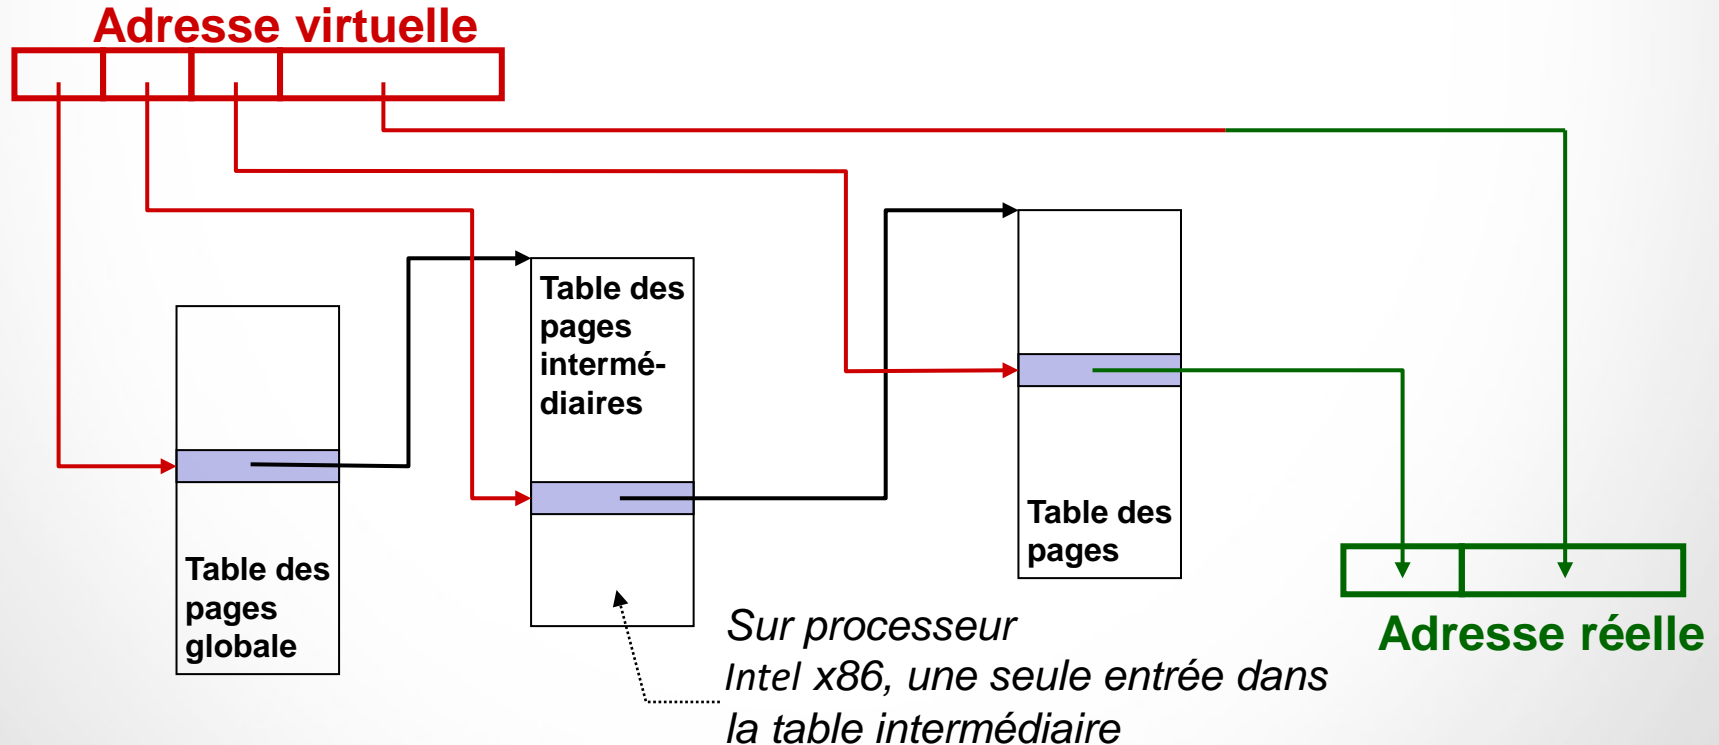 Adresse virtuelle
Table des
pages
intermé-
diaires
Table des
pages
globale
Table des
pages
Sur processeur
Intel x86, une seule entrée dans
la table intermédiaire
Adresse réelle